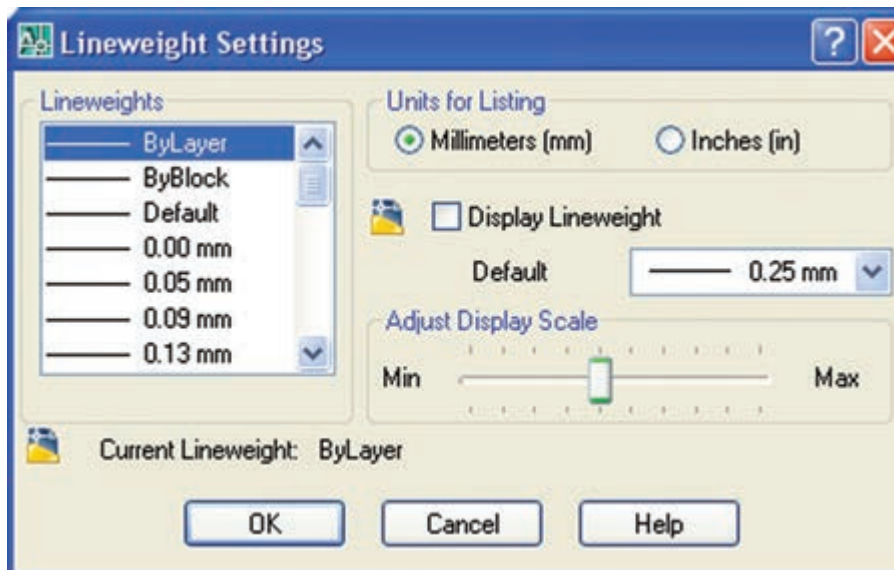 Lineweight Settings
Lineweights
ByLayer
ByBlock
Default
0.00 mm
0.05 mm
0.09 mm
0.13 mm
Units for Listing
Millimeters (mm)
Inches (in)
Display Lineweight
Default
0.25 mm
Adjust Display Scale
Min
Max
Current Lineweight: ByLayer
OK
Cancel
Help